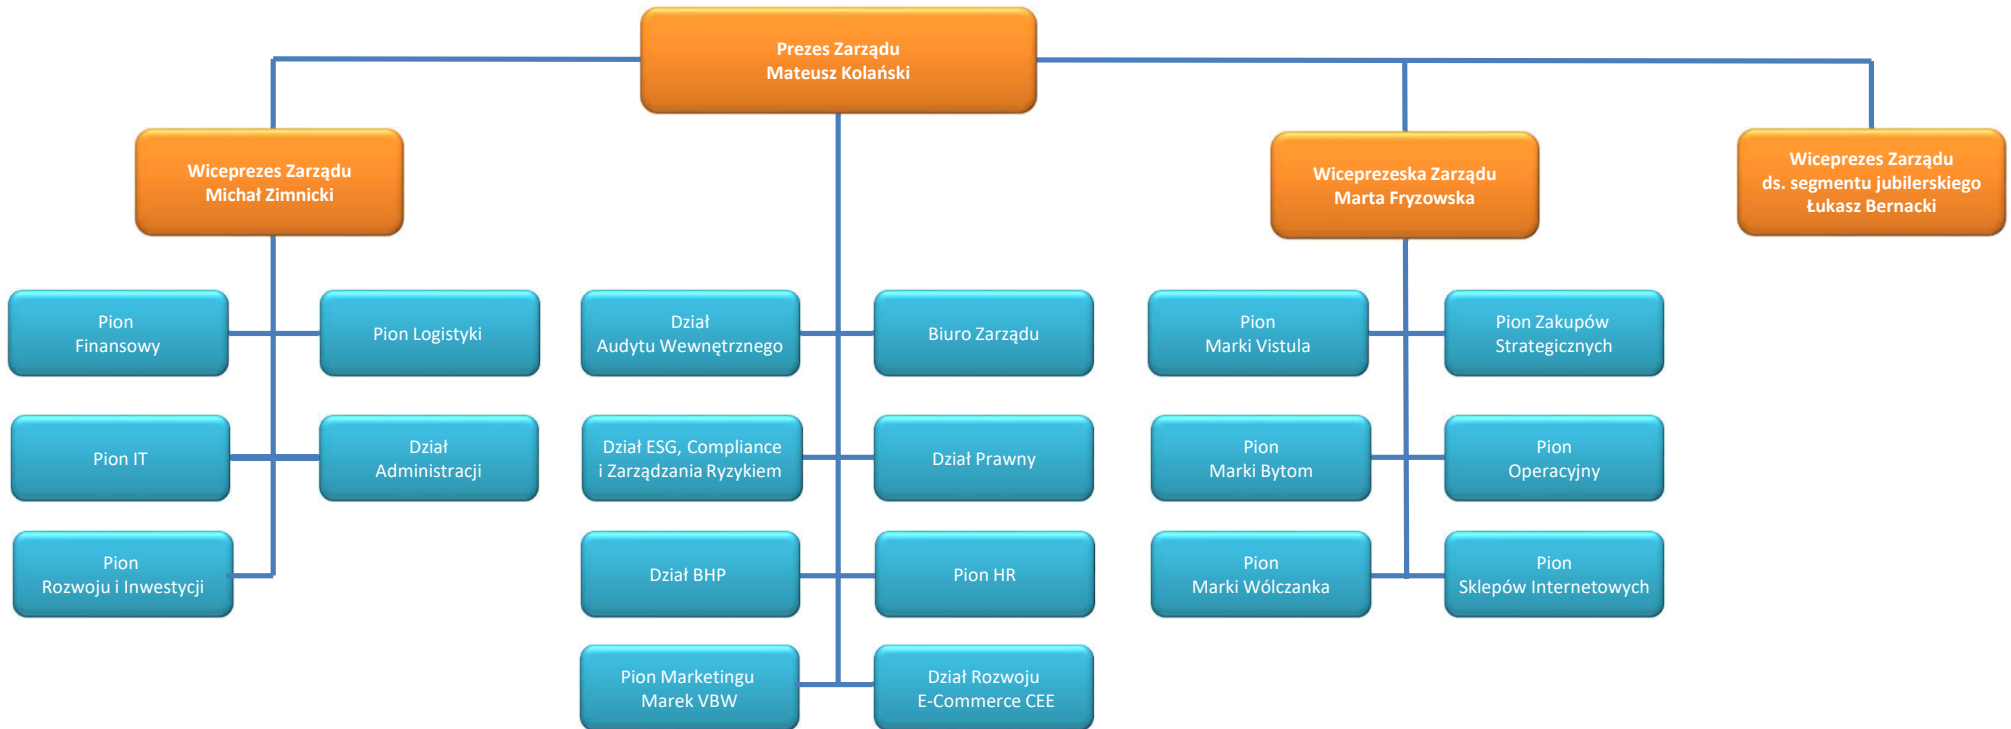 Prezes Zarządu
Mateusz Kolański
Wiceprezes Zarządu
Michał Zimnicki
Wiceprezeska Zarządu
Marta Fryzowska
Wiceprezes Zarządu
ds. segmentu jubilerskiego
Łukasz Bernacki
Pion
Finansowy
Pion Logistyki
Dział
Audytu Wewnętrznego
Biuro Zarządu
Pion
Marki Vistula
Pion Zakupów
Strategicznych
Pion IT
Dział
Administracji
Dział ESG, Compliance
i Zarządzania Ryzykiem
Dział Prawny
Pion
Marki Bytom
Pion
Operacyjny
Pion
Rozwoju i Inwestycji
Dział BHP
Pion HR
Pion
Marki Wólczanka
Pion
Sklepów Internetowych
Pion Marketingu
Marek VBW
Dział Rozwoju
E-Commerce CEE